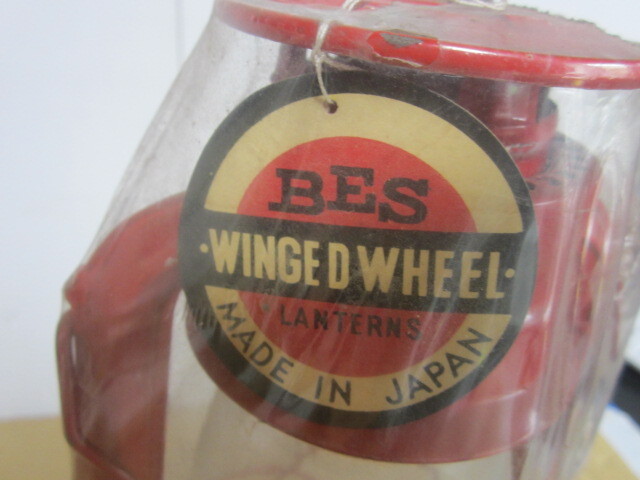 BES
·WINGED WHEEL·
LANTERNS
MADE IN JAPAN